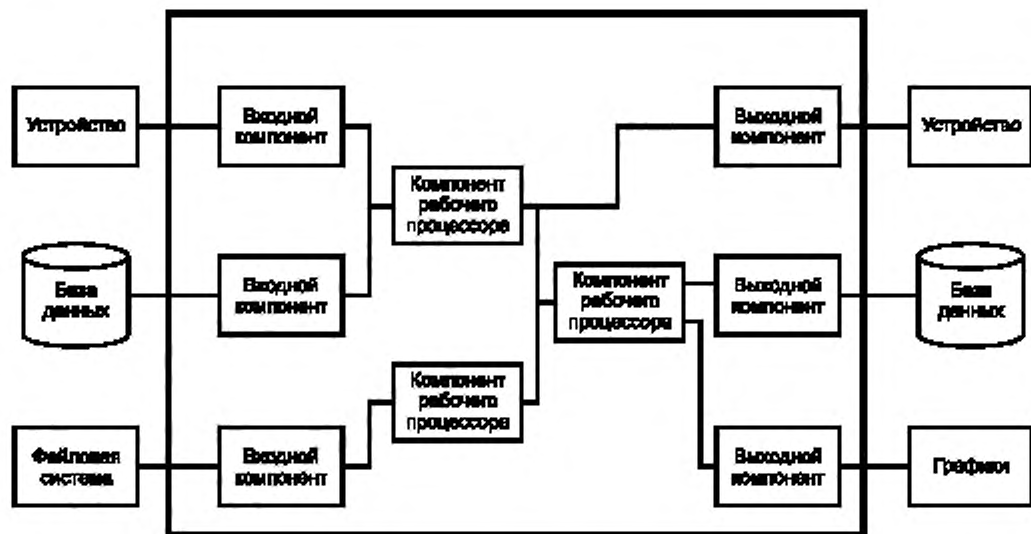 Устройство
Входной
компонент
Выходной
компонент
Устройство
Компонент
рабочего
процессора
База
данных
Входной
компонент
Компонент
рабочего
процессора
Выходной
компонент
База
данных
Компонент
рабочего
процессора
Файловая
система
Входной
компонент
Выходной
компонент
Графики